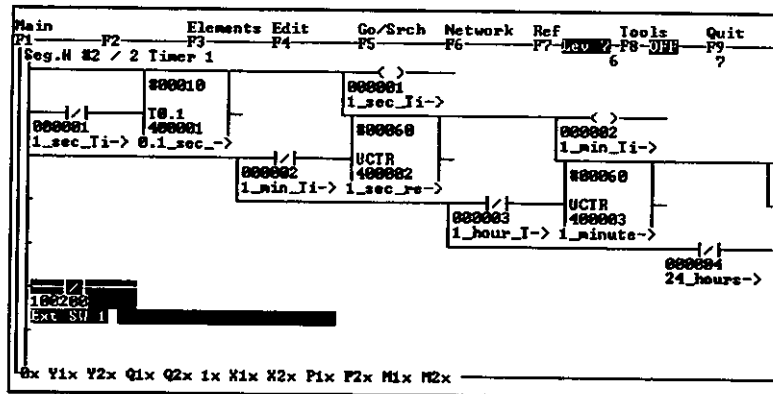 Main Elements Edit Go/Srch Network Ref Tools Quit
F1 F2 F3 F4 F5 F6 F7 Lev F8 OFF F9
Seg.H #2 / 2 Timer 1 6 7
#00010 ( ) 
000001
T0.1 1_sec_Ti->
000001 400001 #00060 000002
1_sec_Ti-> 0.1_sec_-> 1_min_Ti->
UCTR #00060
000002 400002
1_min_Ti-> 1_sec_re-> UCTR
000003 400003
1_hour_T-> 1_minute->
000004
24_hours->
100200
Ext SW 1
0x Y1x Y2x Q1x Q2x 1x X1x X2x P1x P2x M1x M2x